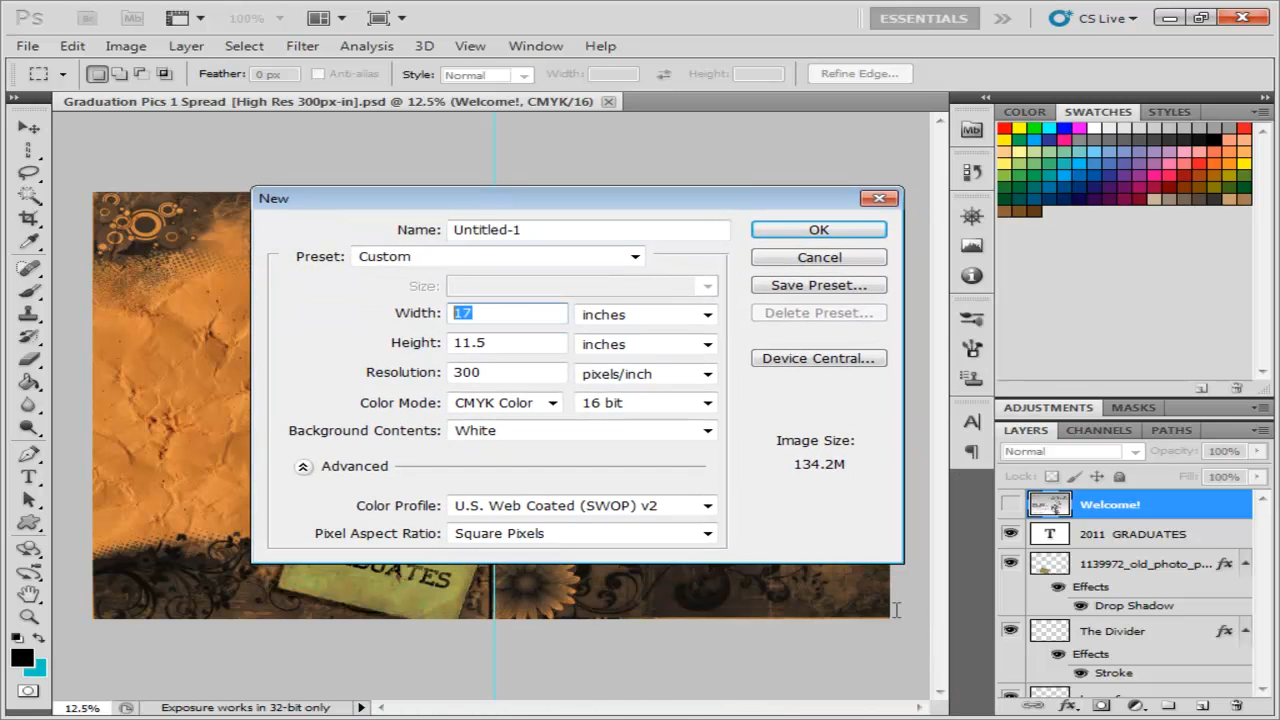 Ps Br Mb 100% ESSENTIALS CS Live
File Edit Image Layer Select Filter Analysis 3D View Window Help
Feather: 0 px Anti-alias Style: Normal Width: Height: Refine Edge...
Graduation Pics 1 Spread [High Res 300px-in].psd @ 12.5% (Welcome!, CMYK/16)
COLOR SWATCHES STYLES
Mb
New
Name: Untitled-1 OK
Preset: Custom Cancel
Size: Save Preset...
Width: 17 inches Delete Preset...
Height: 11.5 inches
Device Central...
Resolution: 300 pixels/inch
Color Mode: CMYK Color 16 bit
Background Contents: White
Image Size:
134.2M
Advanced
Color Profile: U.S. Web Coated (SWOP) v2
Pixel Aspect Ratio: Square Pixels
ADJUSTMENTS MASKS
LAYERS CHANNELS PATHS
Normal Opacity: 100%
Lock: Fill: 100%
Welcome!
T 2011 GRADUATES
1139972_old_photo_p... fx
Effects
Drop Shadow
The Divider fx
Effects
Stroke
12.5% Exposure works in 32-bit only